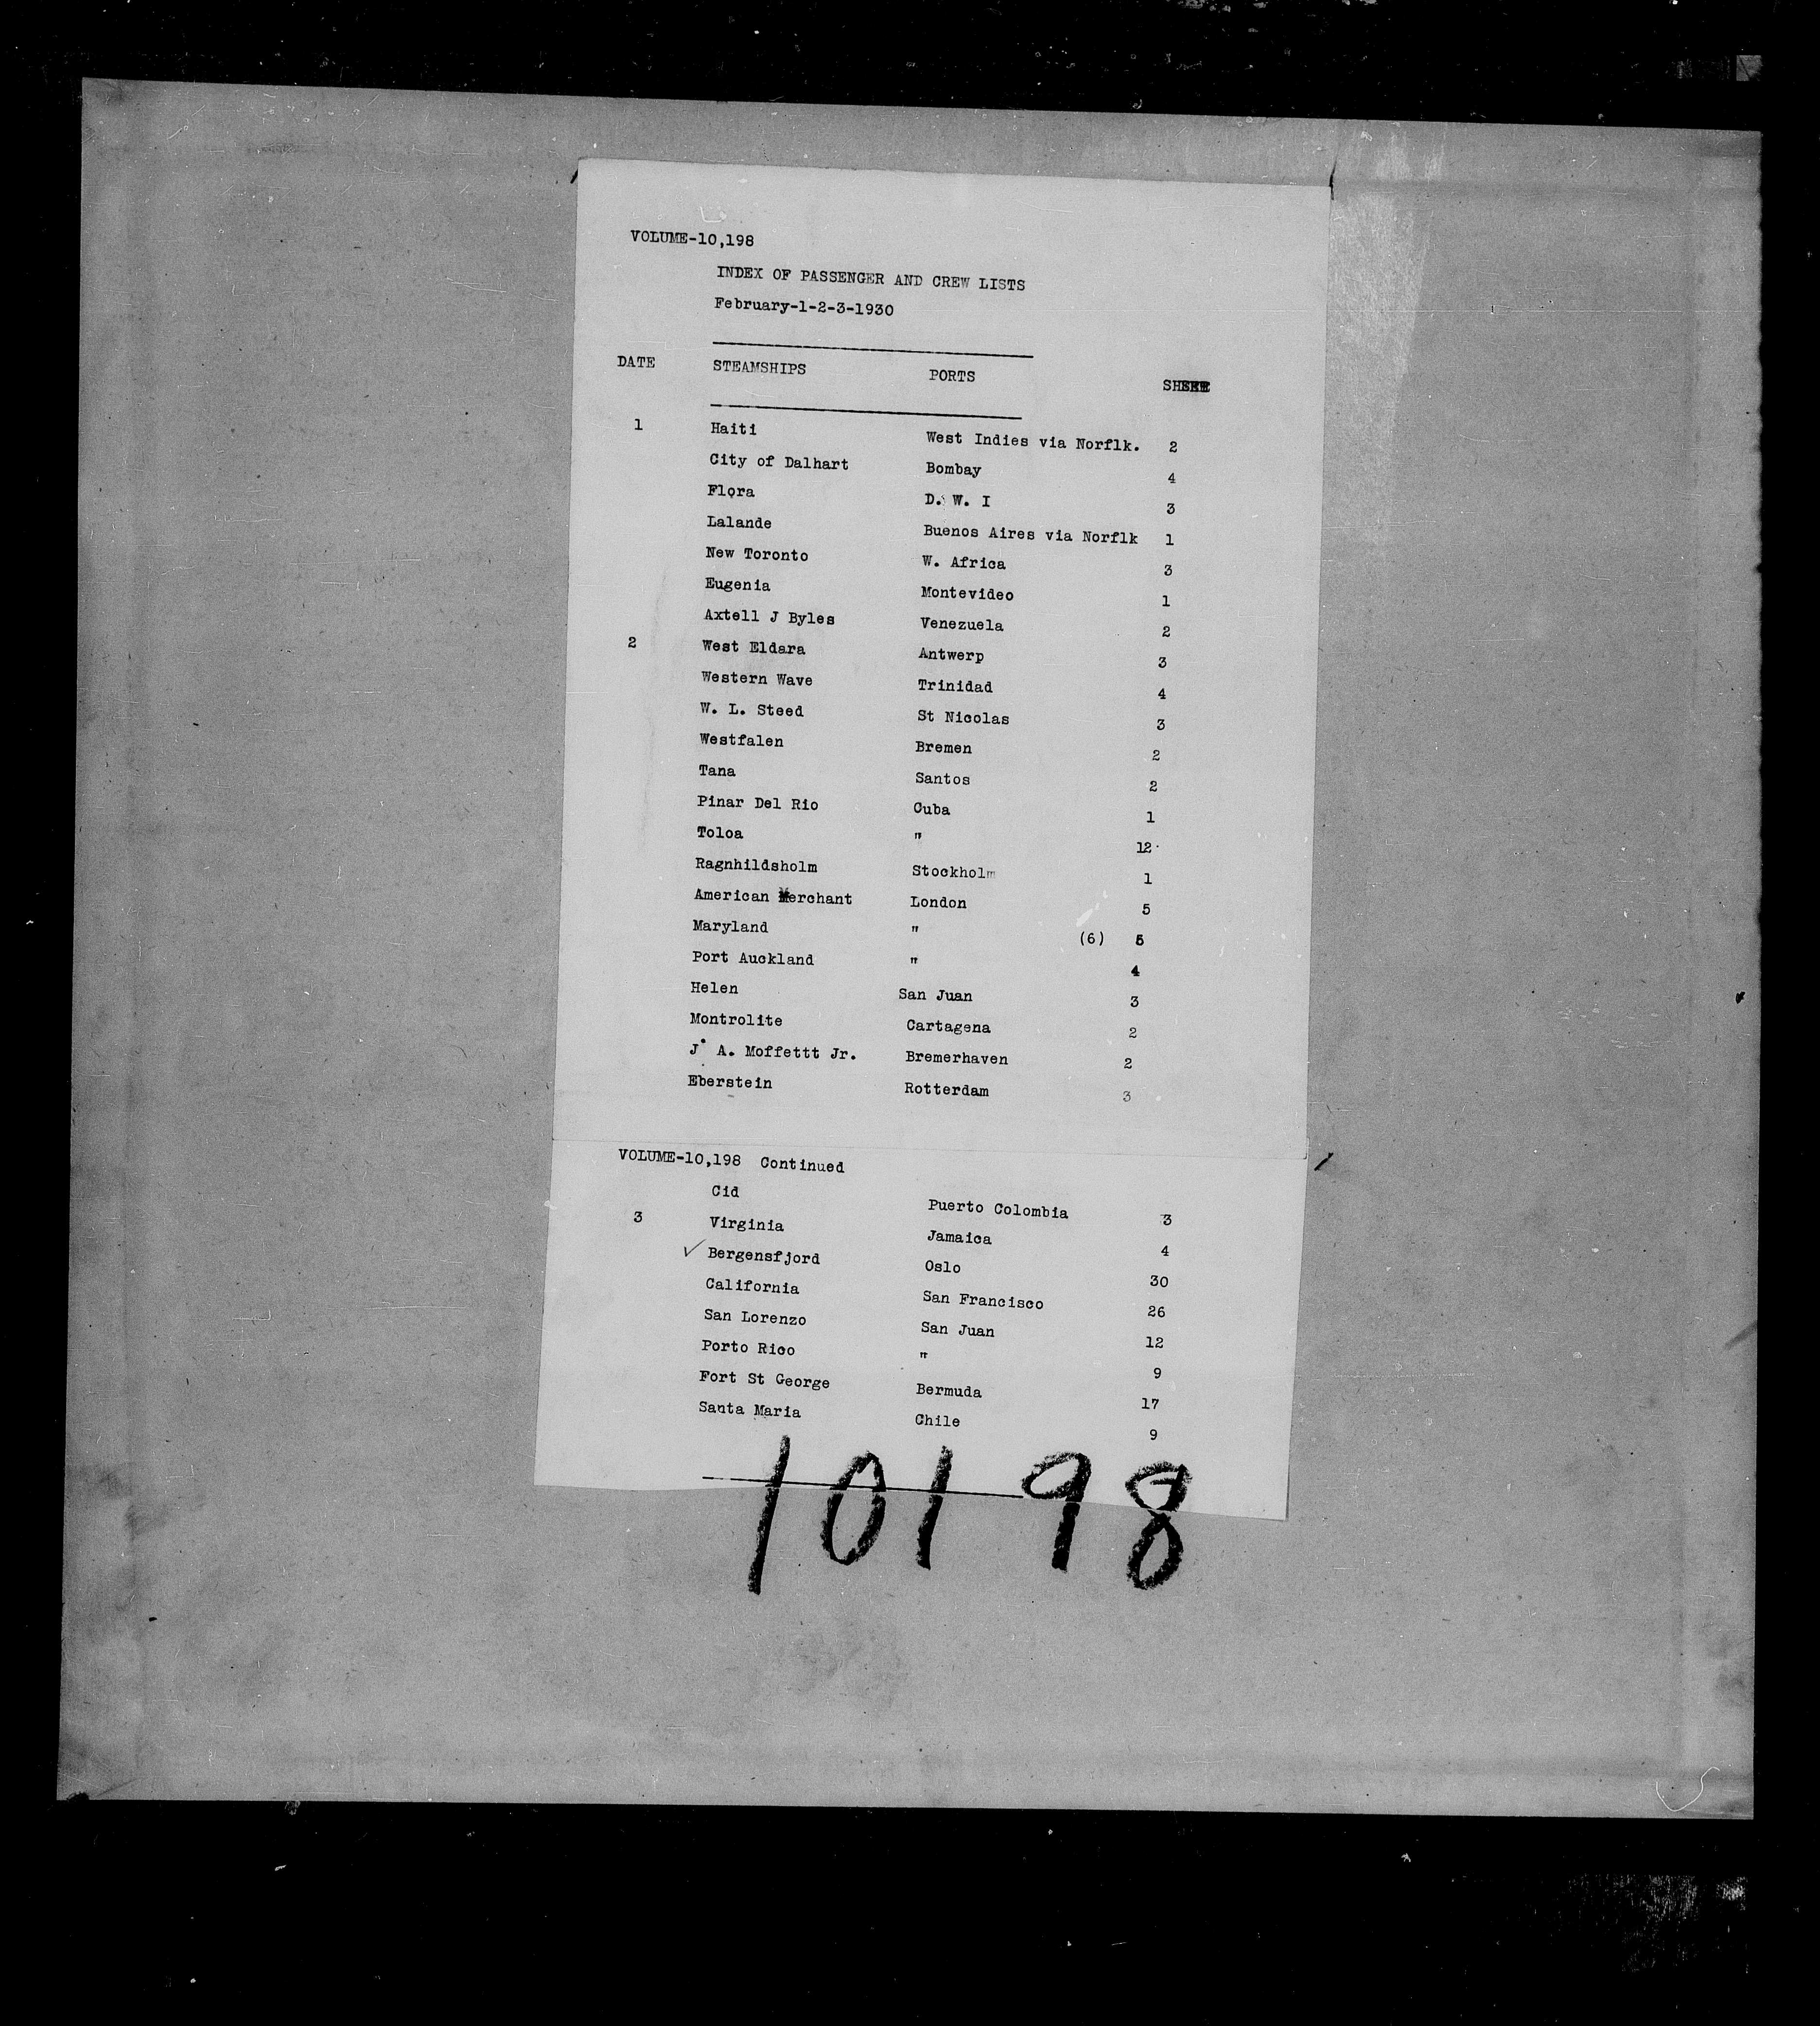 VOLUME-10,198
INDEX OF PASSENGER AND CREW LISTS
February-1-2-3-1930
DATE STEAMSHIPS PORTS
1 Haiti West Indies via Norflk. 2
City of Dalhart Bombay 4
Flora D. W. I 3
Lalande Buenos Aires via Norflk 1
New Toronto W. Africa 3
Eugenia Montevideo 1
Axtell J Byles Venezuela 2
2 West Eldara Antwerp 3
Western Wave Trinidad 4
W. L. Steed St Nicolas 3
Westfalen Bremen 2
Tana Santos 2
Pinar Del Rio Cuba 1
Toloa " 12
Ragnhildsholm Stockholm 1
American Merchant London 5
Maryland " (6) 5
Port Auckland " 4
Helen San Juan 3
Montrolite Cartagena 2
J. A. Moffettt Jr. Bremerhaven 2
Eberstein Rotterdam 3
VOLUME-10,198 Continued
Cid Puerto Colombia 3
3 Virginia Jamaica 4
✓ Bergensfjord Oslo 30
California San Francisco 26
San Lorenzo San Juan 12
Porto Rico " 9
Fort St George Bermuda 17
Santa Maria Chile 9
10198